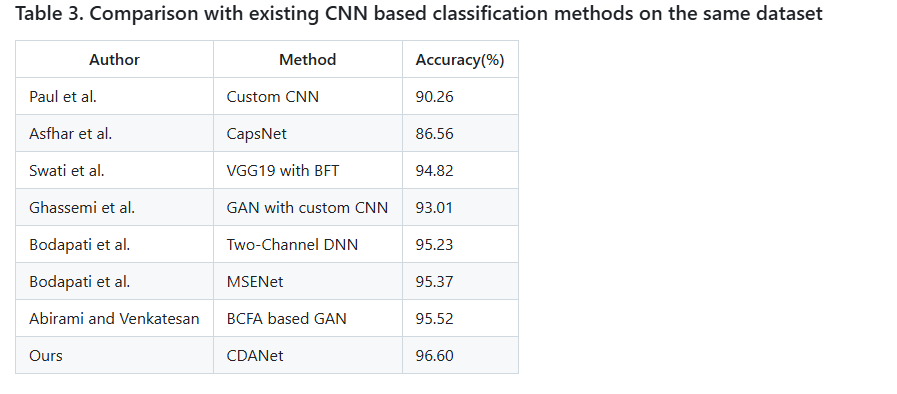 Table 3. Comparison with existing CNN based classification methods on the same dataset
Author Method Accuracy(%)
Paul et al. Custom CNN 90.26
Asfhar et al. CapsNet 86.56
Swati et al. VGG19 with BFT 94.82
Ghassemi et al. GAN with custom CNN 93.01
Bodapati et al. Two-Channel DNN 95.23
Bodapati et al. MSENet 95.37
Abirami and Venkatesan BCFA based GAN 95.52
Ours CDANet 96.60